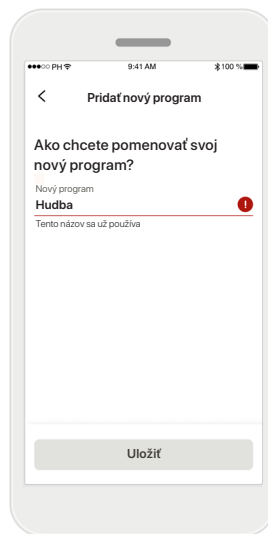 ●●●○○ PH 9:41 AM 100 %
Pridať nový program
Ako chcete pomenovať svoj
nový program?
Nový program
Hudba
!
Tento názov sa už používa
Uložiť